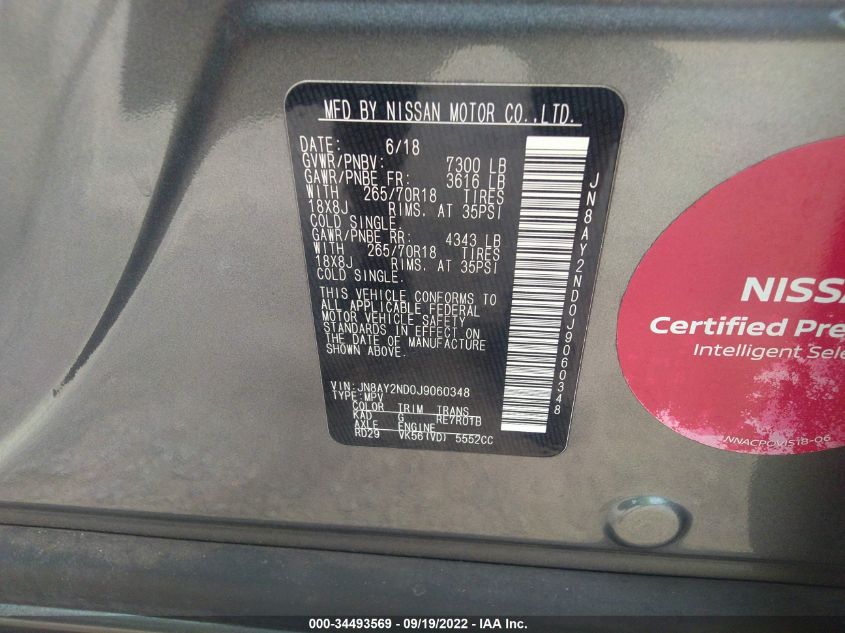 MFD BY NISSAN MOTOR CO.,LTD.
DATE: 6/18
GVWR/PNBV: 7300 LB
GAWR/PNBE FR: 3616 LB
WITH 265/70R18 TIRES
18X8J RIMS. AT 35PSI
COLD SINGLE.
GAWR/PNBE RR: 4343 LB
WITH 265/70R18 TIRES
18X8J RIMS. AT 35PSI
COLD SINGLE.
THIS VEHICLE CONFORMS TO
ALL APPLICABLE FEDERAL
MOTOR VEHICLE SAFETY
STANDARDS IN EFFECT ON
THE DATE OF MANUFACTURE
SHOWN ABOVE.
VIN:JN8AY2ND0J9060348
TYPE:MPV
COLOR TRIM TRANS
KAD G RE7R01B
AXLE ENGINE
RD29 VK56(VD) 5552CC
JN8AY2ND0J9060348
NISSA
Certified Pre
Intelligent Sele
NNACPOVIS18-06
000-34493569 • 09/19/2022 - IAA Inc.